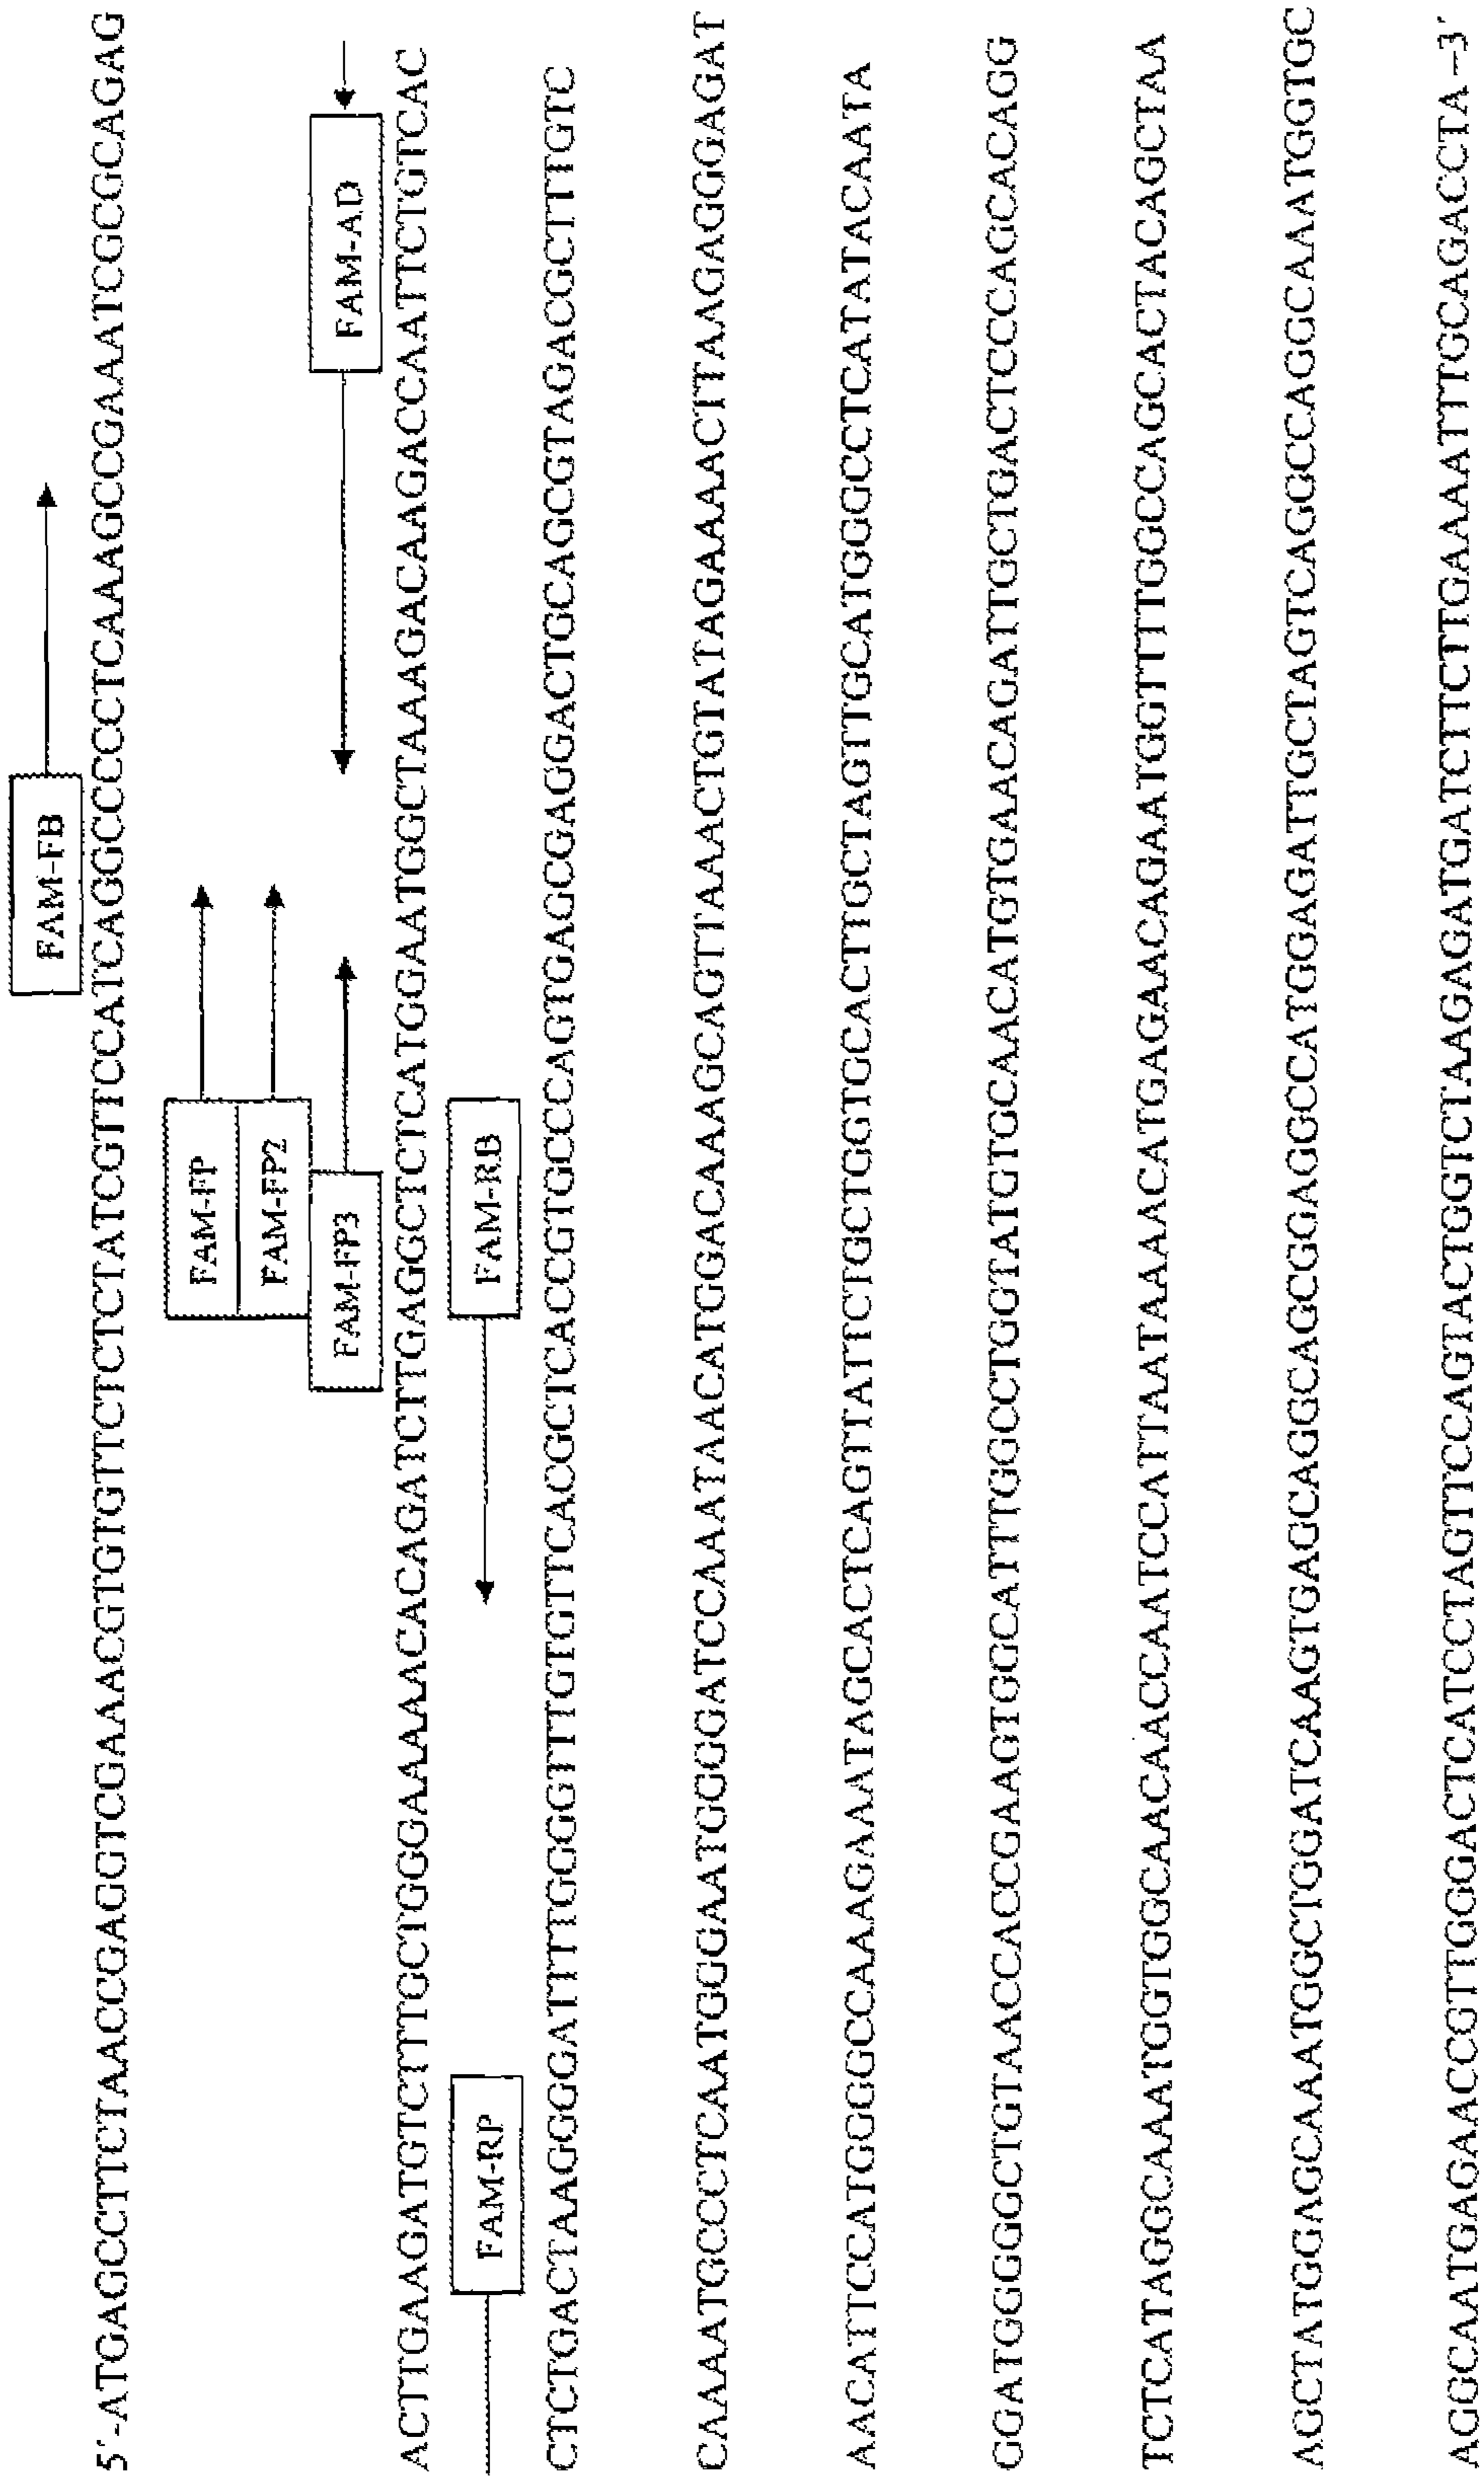 FAM-FB
5´-ATGAGCCTTCTAACCGAGGTCGAAACGTGTGTTCTCTCTATCGTTCCATCAGGCCCCCTCAAAGCCGAAATCGCGCAGAG
FAM-FP
FAM-FP2
FAM-FP3 FAM-AD
ACTTGAAGATGTCTTTGCTGGGAAAAACACAGATCTTGAGGCTCTCATGGAATGGCTAAAGACAAGACCAATTCTGTCAC
FAM-RP FAM-RB
CTCTGACTAAGGGGATTTTGGGGTTTGTGTTCACGCTCACCGTGCCCAGTGAGCGAGGACTGCAGCGTAGACGCTTTGTC
CAAAATGCCCTCAATGGGAATGGGGATCCAAATAACATGGACAAAGCAGTTAACTGTATAGAAAACTTAAGAGGGAGAT
AACATTCCATGGGGCCAAAGAAATAGCACTCAGTTATTCTGCTGGTGCACTTGCTAGTTGCATGGGCCTCATATACAATA
GGATGGGGGCTGTAACCACCGAAGTGGCATTTGGCCTGGTATGTGCAACATGTGAACAGATTGCTGACTCCCAGCACAGG
TCTCATAGGCAAATGGTGGCAACAACCAATCCATTAATAAAACATGAGAACAGAATGGTTTTGGCCAGCACTACAGCTAA
AGCTATGGAGCAAATGGCTGGATCAAGTGAGCAGGCAGCGGAGGCCATGGAGATTGCTAGTCAGGCCAGGCAAATGGTGC
AGGCAATGAGAACCGTTGGGACTCATCCTAGTTCCAGTACTGGTCTAAGAGATGATCTTCTTGAAAATTTGCAGACCTA -3´